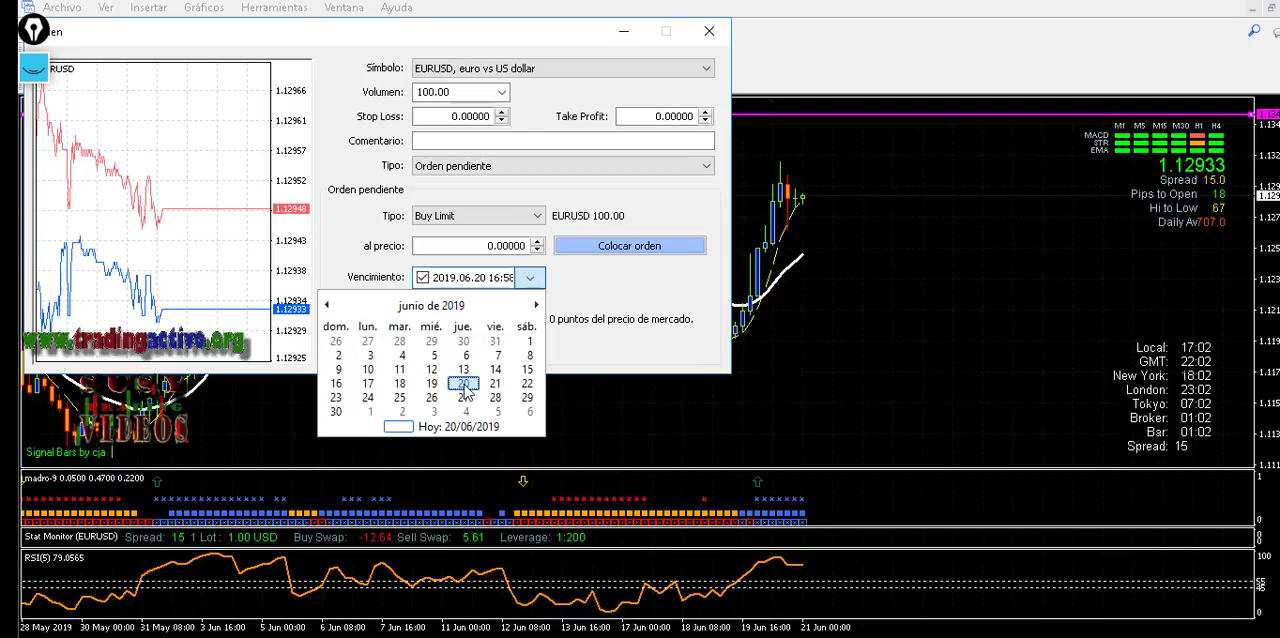 Archivo Ver Insertar Gráficos Herramientas Ventana Ayuda
Símbolo: EURUSD, euro vs US dollar
Volumen: 100.00
Stop Loss: 0.00000 Take Profit: 0.00000
Comentario:
Tipo: Orden pendiente
Orden pendiente
Tipo: Buy Limit EURUSD 100.00
al precio: 0.00000 Colocar orden
Vencimiento: 2019.06.20 16:58
0 puntos del precio de mercado.
junio de 2019
dom. lun. mar. mié. jue. vie. sáb.
26 27 28 29 30 31 1
2 3 4 5 6 7 8
9 10 11 12 13 14 15
16 17 18 19 20 21 22
23 24 25 26 28 29
30 1 2 3 4 5 6
Hoy: 20/06/2019
1.12966
1.12961
1.12957
1.12952
1.12948
1.12943
1.12938
1.12934
1.12933
1.12929
1.12925
www.tradingactivo.org
VIDEOS
Signal Bars by cja
M1 M5 M15 M30 H1 H4
MACD
STR
EMA
1.12933
Spread 15.0
Pips to Open 18
Hi to Low 67
Daily Av 707.0
Local: 17:02
GMT: 22:02
New York: 18:02
London: 23:02
Tokyo: 07:02
Broker: 01:02
Bar: 01:02
Spread: 15
madro-9 0.0500 0.4700 0.2200
Stat Monitor (EURUSD) Spread: 15 1 Lot: 1.00 USD Buy Swap: -12.64 Sell Swap: 5.61 Leverage: 1:200
RSI(5) 79.0565
100
0
28 May 2019 30 May 00:00 31 May 08:00 3 Jun 16:00 5 Jun 00:00 6 Jun 08:00 7 Jun 16:00 11 Jun 00:00 12 Jun 08:00 13 Jun 16:00 17 Jun 00:00 18 Jun 08:00 19 Jun 16:00 21 Jun 00:00